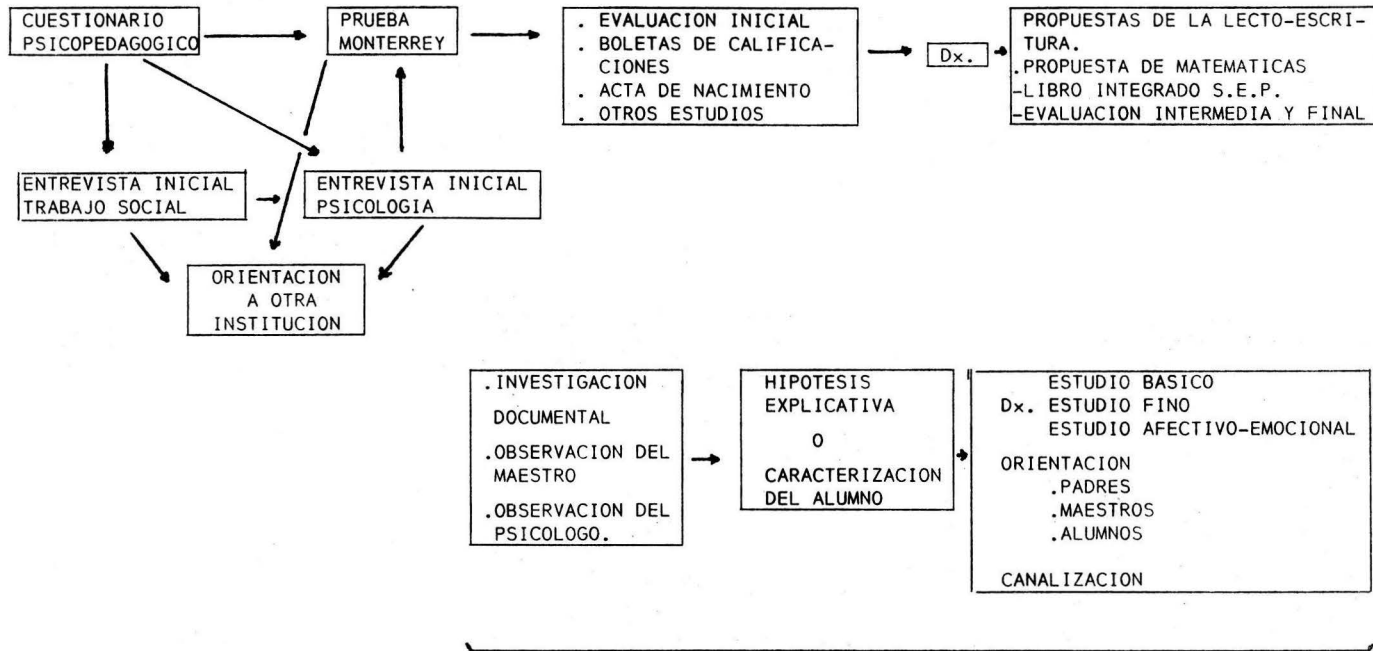 CUESTIONARIO
PSICOPEDAGOGICO
PRUEBA
MONTERREY
. EVALUACION INICIAL
. BOLETAS DE CALIFICA-
CIONES
. ACTA DE NACIMIENTO
. OTROS ESTUDIOS
Dx.
PROPUESTAS DE LA LECTO-ESCRI-
TURA.
.PROPUESTA DE MATEMATICAS
-LIBRO INTEGRADO S.E.P.
-EVALUACION INTERMEDIA Y FINAL
ENTREVISTA INICIAL
TRABAJO SOCIAL
ENTREVISTA INICIAL
PSICOLOGIA
ORIENTACION
A OTRA
INSTITUCION
.INVESTIGACION
DOCUMENTAL
.OBSERVACION DEL
MAESTRO
.OBSERVACION DEL
PSICOLOGO.
HIPOTESIS
EXPLICATIVA
O
CARACTERIZACION
DEL ALUMNO
ESTUDIO BASICO
Dx. ESTUDIO FINO
ESTUDIO AFECTIVO-EMOCIONAL
ORIENTACION
.PADRES
.MAESTROS
.ALUMNOS
CANALIZACION